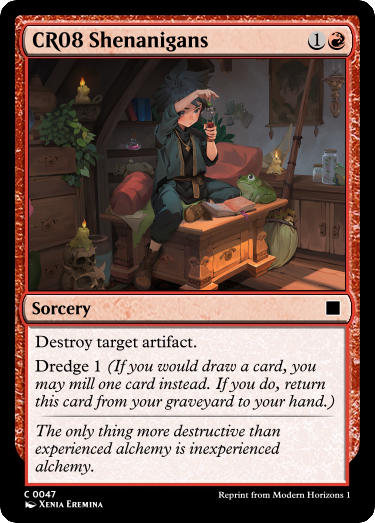 CR08 Shenanigans 1
Sorcery
Destroy target artifact.
Dredge 1 (If you would draw a card, you
may mill one card instead. If you do, return
this card from your graveyard to your hand.)
The only thing more destructive than
experienced alchemy is inexperienced
alchemy.
C 0047
Xenia Eremina
Reprint from Modern Horizons 1